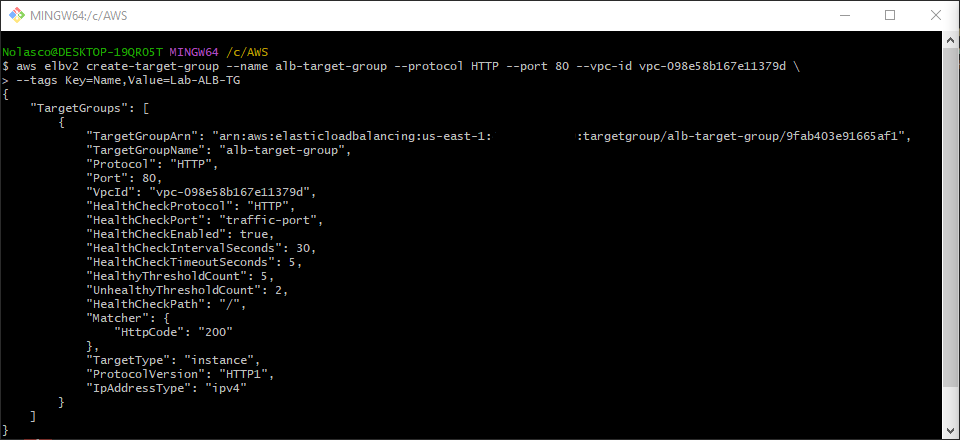 MINGW64:/c/AWS
Nolasco@DESKTOP-19QRO5T MINGW64 /c/AWS
$ aws elbv2 create-target-group --name alb-target-group --protocol HTTP --port 80 --vpc-id vpc-098e58b167e11379d \
> --tags Key=Name,Value=Lab-ALB-TG
{
    "TargetGroups": [
        {
            "TargetGroupArn": "arn:aws:elasticloadbalancing:us-east-1:            :targetgroup/alb-target-group/9fab403e91665af1",
            "TargetGroupName": "alb-target-group",
            "Protocol": "HTTP",
            "Port": 80,
            "VpcId": "vpc-098e58b167e11379d",
            "HealthCheckProtocol": "HTTP",
            "HealthCheckPort": "traffic-port",
            "HealthCheckEnabled": true,
            "HealthCheckIntervalSeconds": 30,
            "HealthCheckTimeoutSeconds": 5,
            "HealthyThresholdCount": 5,
            "UnhealthyThresholdCount": 2,
            "HealthCheckPath": "/",
            "Matcher": {
                "HttpCode": "200"
            },
            "TargetType": "instance",
            "ProtocolVersion": "HTTP1",
            "IpAddressType": "ipv4"
        }
    ]
}